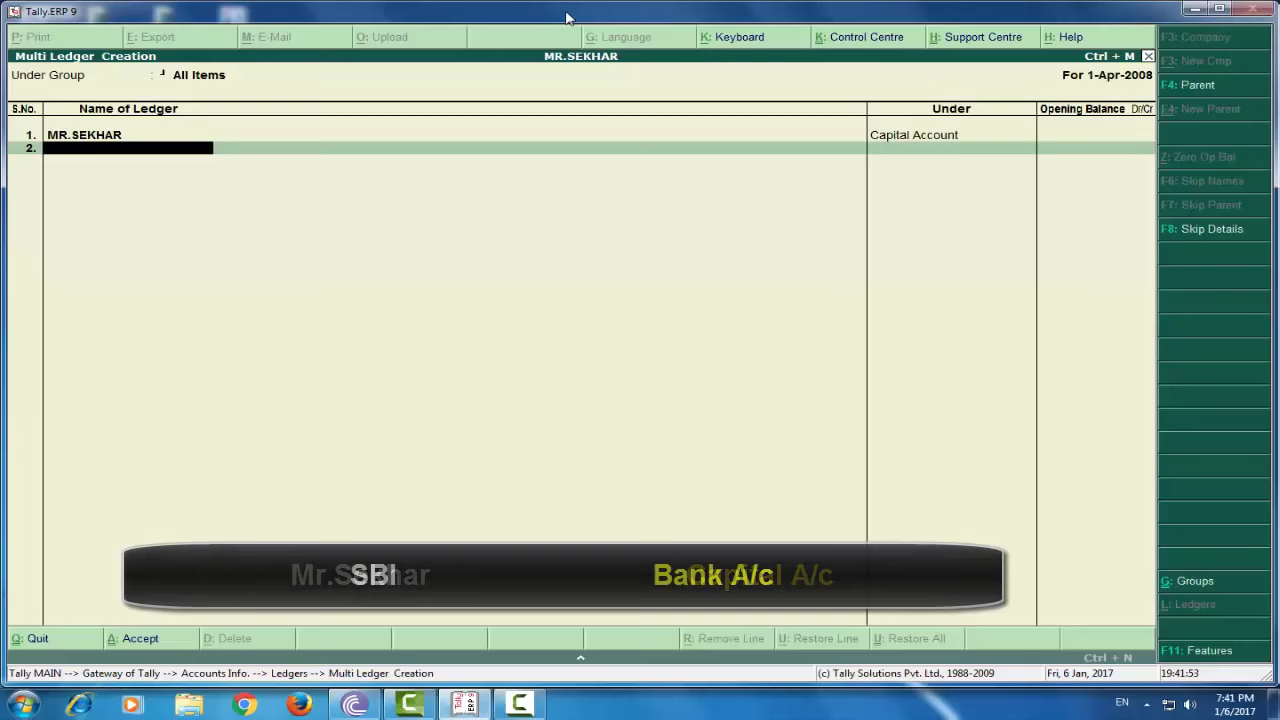 Tally.ERP 9
P: Print E: Export M: E-Mail O: Upload G: Language K: Keyboard K: Control Centre H: Support Centre H: Help
Multi Ledger Creation MR.SEKHAR Ctrl + M
Under Group : All Items For 1-Apr-2008
S.No. Name of Ledger Under Opening Balance Dr/Cr
1. MR.SEKHAR Capital Account
2.
F3: Company
F3: New Cmp
F4: Parent
F4: New Parent
Z: Zero Op Bal
F6: Skip Names
F7: Skip Parent
F8: Skip Details
G: Groups
L: Ledgers
F11: Features
Mr.Sekhar Capital A/c
SBI Bank A/c
Q: Quit A: Accept D: Delete R: Remove Line U: Restore Line U: Restore All
Ctrl + N
Tally MAIN --> Gateway of Tally --> Accounts Info. --> Ledgers --> Multi Ledger Creation (c) Tally Solutions Pvt. Ltd., 1988-2009 Fri, 6 Jan, 2017 19:41:53
EN 7:41 PM
1/6/2017